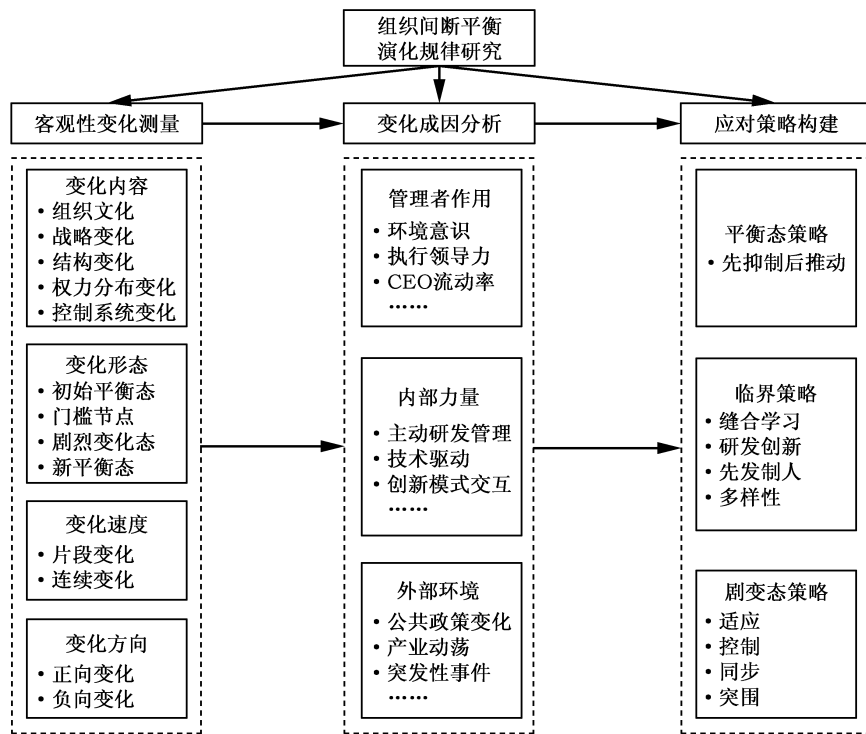 组织间断平衡
演化规律研究
客观性变化测量
变化成因分析
应对策略构建
变化内容
• 组织文化
• 战略变化
• 结构变化
• 权力分布变化
• 控制系统变化
变化形态
• 初始平衡态
• 门槛节点
• 剧烈变化态
• 新平衡态
变化速度
• 片段变化
• 连续变化
变化方向
• 正向变化
• 负向变化
管理者作用
• 环境意识
• 执行领导力
• CEO流动率
……
内部力量
• 主动研发管理
• 技术驱动
• 创新模式交互
……
外部环境
• 公共政策变化
• 产业动荡
• 突发性事件
……
平衡态策略
• 先抑制后推动
临界策略
• 缝合学习
• 研发创新
• 先发制人
• 多样性
剧变态策略
• 适应
• 控制
• 同步
• 突围